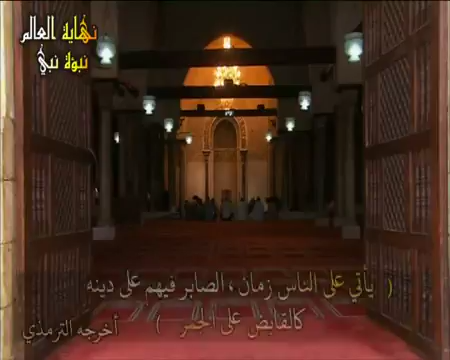 نهاية العالم
نبوءة نبي
( يأتي على الناس زمان ، الصابر فيهم على دينه
كالقابض على الجمر ) أخرجه الترمذي